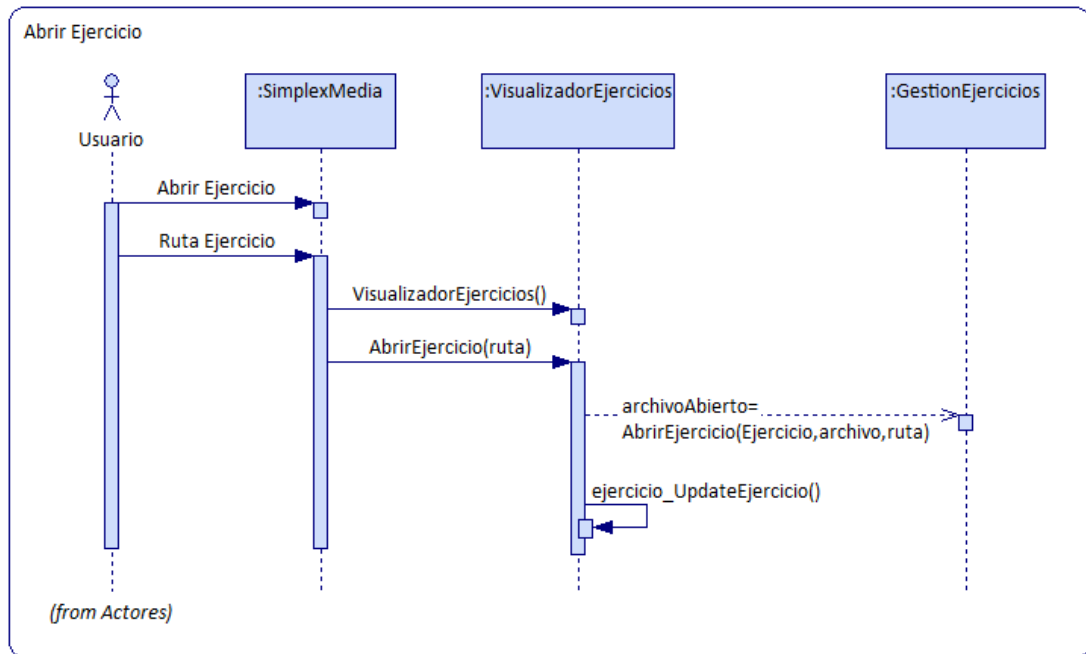 Abrir Ejercicio
:SimplexMedia
:VisualizadorEjercicios
:GestionEjercicios
Usuario
Abrir Ejercicio
Ruta Ejercicio
VisualizadorEjercicios()
AbrirEjercicio(ruta)
archivoAbierto=
AbrirEjercicio(Ejercicio,archivo,ruta)
ejercicio_UpdateEjercicio()
(from Actores)